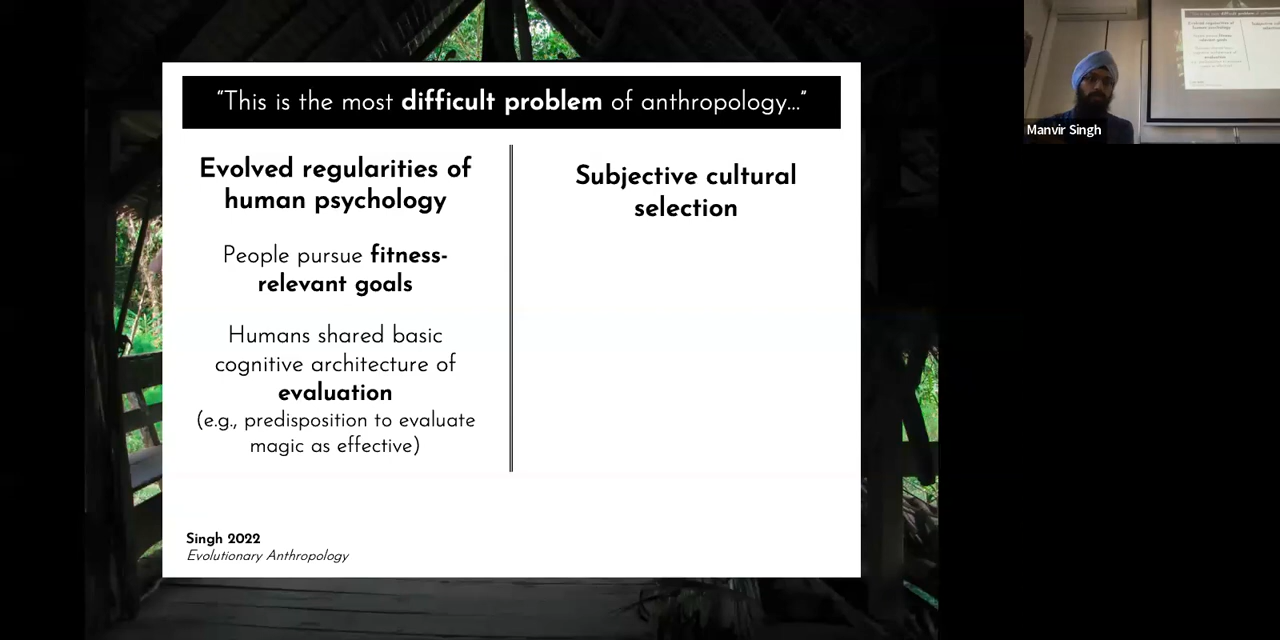 “This is the most difficult problem of anthropology...”
Evolved regularities of
human psychology
People pursue fitness-
relevant goals
Humans shared basic
cognitive architecture of
evaluation
(e.g., predisposition to evaluate
magic as effective)
Subjective cultural
selection
Singh 2022
Evolutionary Anthropology
Manvir Singh